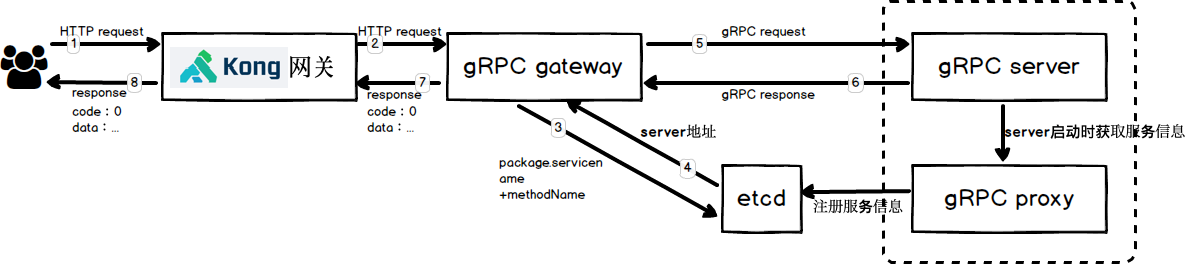 HTTP request
1
Kong 网关
8
response
code：0
data：...
HTTP request
2
7
response
code：0
data：...
gRPC gateway
gRPC request
5
6
gRPC response
gRPC server
3
package.servicen
ame
+methodName
server地址
4
etcd
server启动时获取服务信息
注册服务信息
gRPC proxy